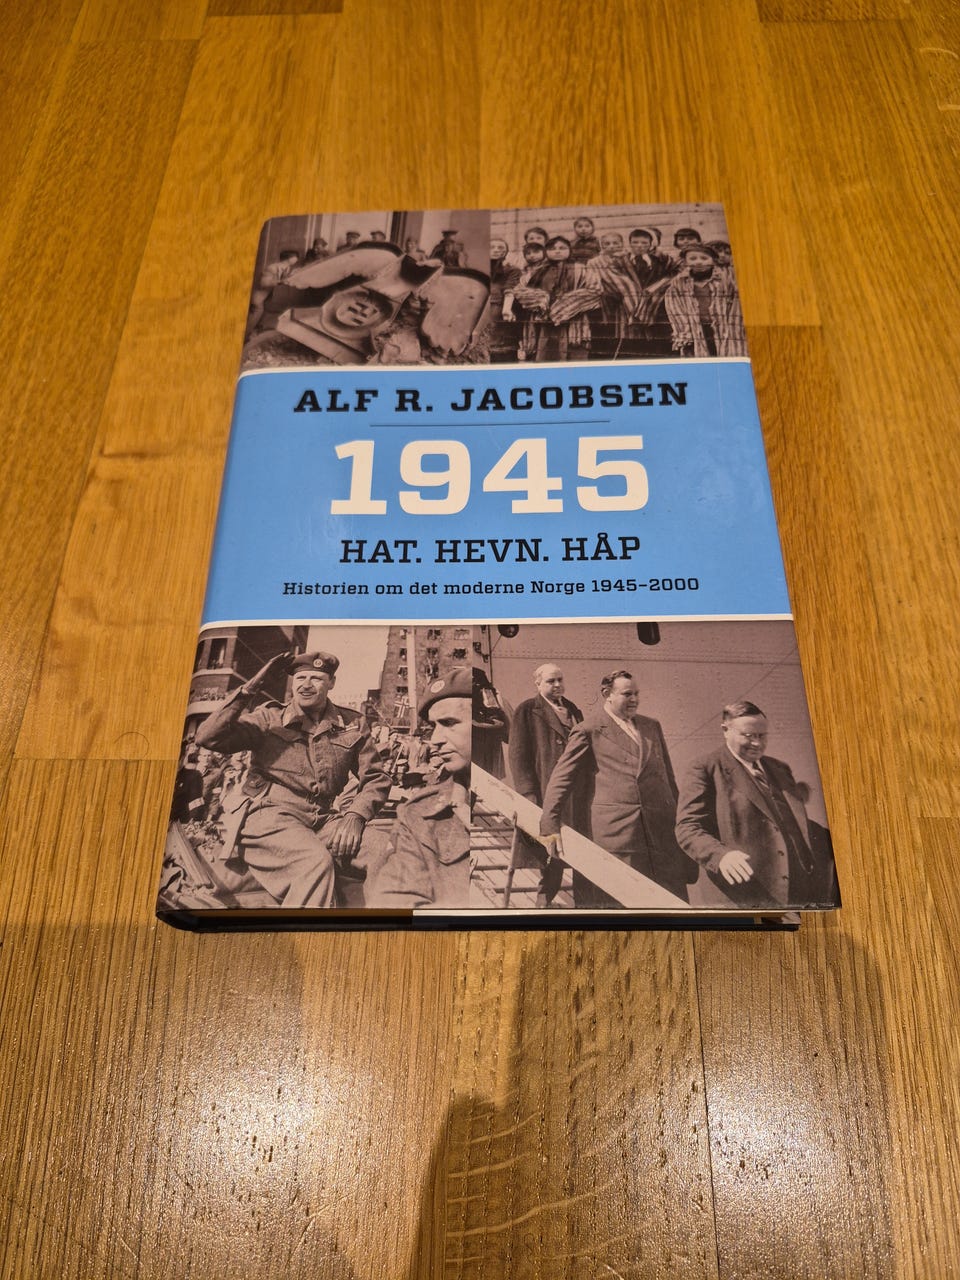 ALF R. JACOBSEN
1945
HAT. HEVN. HÅP
Historien om det moderne Norge 1945–2000